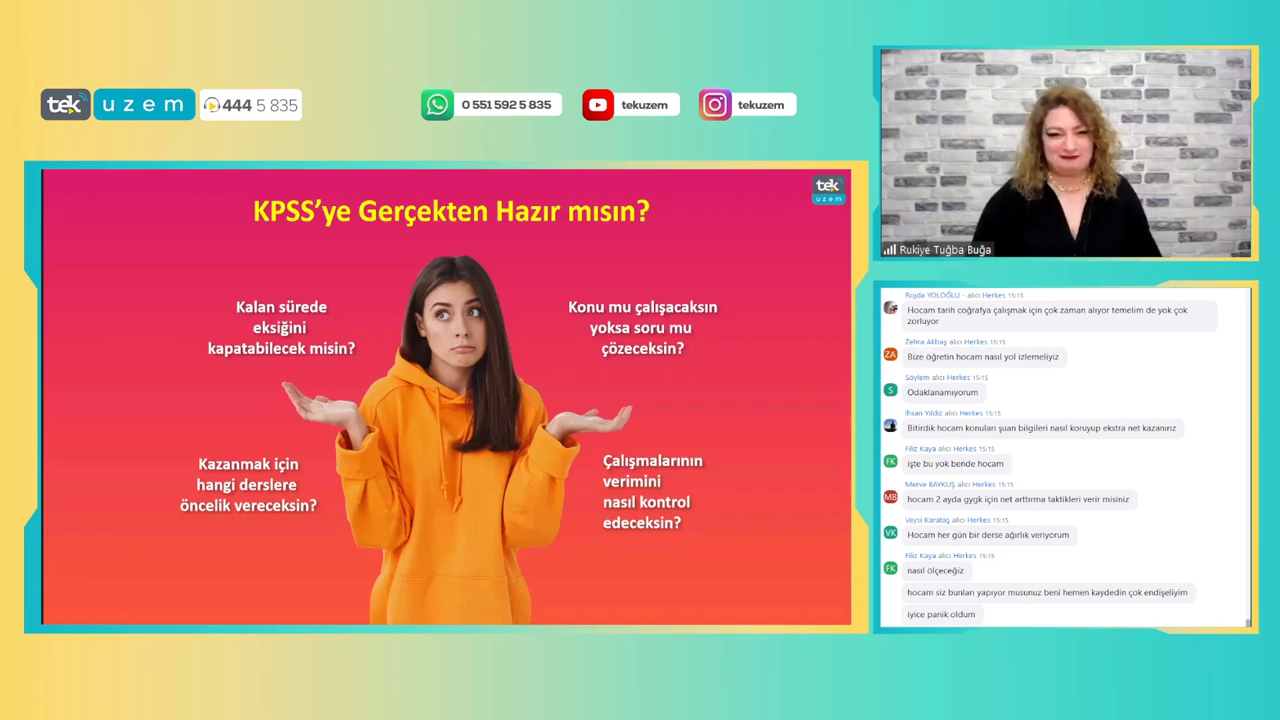 tek uzem 444 5 835
0 551 592 5 835
tekuzem
tekuzem
tek
uzem
KPSS'ye Gerçekten Hazır mısın?
Kalan sürede
eksiğini
kapatabilecek misin?
Konu mu çalışacaksın
yoksa soru mu
çözeceksin?
Kazanmak için
hangi derslere
öncelik vereceksin?
Çalışmalarının
verimini
nasıl kontrol
edeceksin?
Rukiye Tuğba Buğa
Rojda YOLOĞLU - alıcı Herkes 15:15
Hocam tarih coğrafya çalışmak için çok zaman alıyor temelim de yok çok
zorluyor
Zehra Akbaş alıcı Herkes 15:15
ZA
Bize öğretin hocam nasıl yol izlemeliyiz
Söylem alıcı Herkes 15:15
S
Odaklanamıyorum
İhsan Yıldız alıcı Herkes 15:15
Bitirdik hocam konuları şuan bilgileri nasıl koruyup ekstra net kazanırız
Filiz Kaya alıcı Herkes 15:15
FK
işte bu yok bende hocam
Merve BAYKUŞ alıcı Herkes 15:15
MB
hocam 2 ayda gygk için net arttırma taktikleri verir misiniz
Veysi Karataş alıcı Herkes 15:15
VK
Hocam her gün bir derse ağırlık veriyorum
Filiz Kaya alıcı Herkes 15:15
FK
nasıl ölçeceğiz
hocam siz bunları yapıyor musunuz beni hemen kaydedin çok endişeliyim
iyice panik oldum